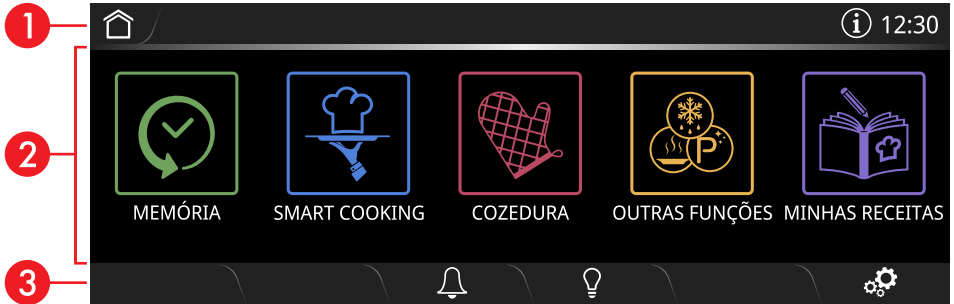 1
12:30
2
P
MEMÓRIA
SMART COOKING
COZEDURA
OUTRAS FUNÇÕES
MINHAS RECEITAS
3